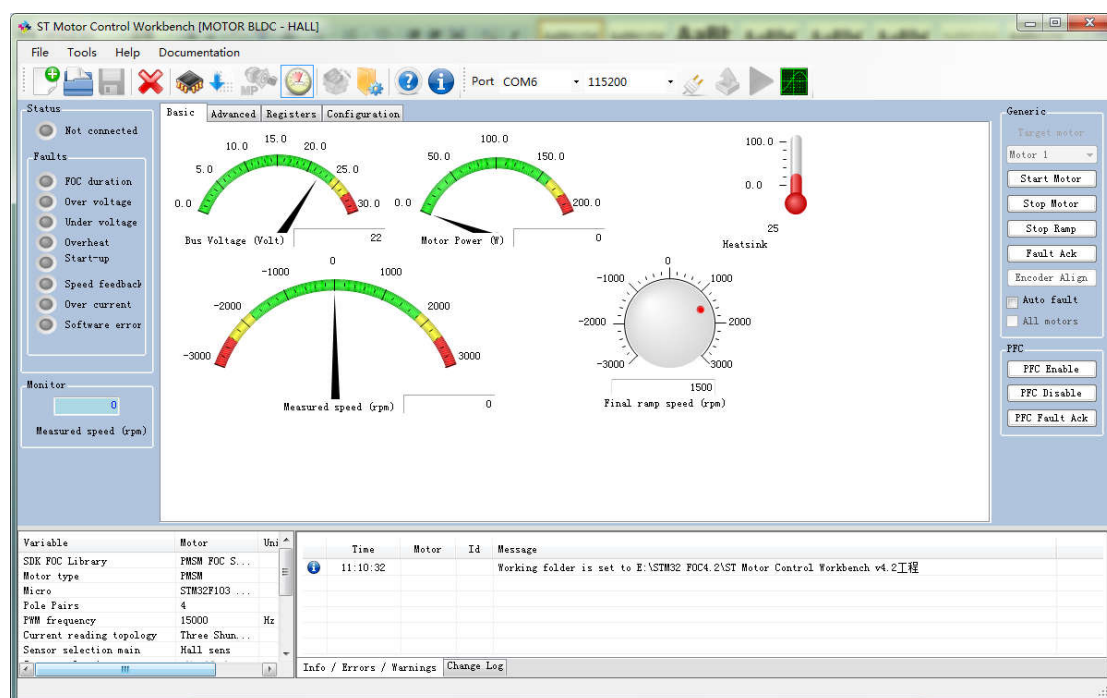 ST Motor Control Workbench [MOTOR BLDC - HALL]
File Tools Help Documentation
Port COM6 115200
Status
Not connected
Faults
FOC duration
Over voltage
Under voltage
Overheat
Start-up
Speed feedback
Over current
Software error
Monitor
0
Measured speed (rpm)
Basic Advanced Registers Configuration
0.0 5.0 10.0 15.0 20.0 25.0 30.0
Bus Voltage (Volt) 22
0.0 50.0 100.0 150.0 200.0
Motor Power (W) 0
100.0
0.0
25
Heatsink
-3000 -2000 -1000 0 1000 2000 3000
Measured speed (rpm) 0
-3000 -2000 -1000 0 1000 2000 3000
1500
Final ramp speed (rpm)
Generic
Target motor
Motor 1
Start Motor
Stop Motor
Stop Ramp
Fault Ack
Encoder Align
Auto fault
All motors
PFC
PFC Enable
PFC Disable
PFC Fault Ack
Variable Motor Uni
SDK FOC Library PMSM FOC S...
Motor type PMSM
Micro STM32F103 ...
Pole Pairs 4
PWM frequency 15000 Hz
Current reading topology Three Shun...
Sensor selection main Hall sens
Time Motor Id Message
11:10:32 Working folder is set to E:\STM32 FOC4.2\ST Motor Control Workbench v4.2工程
Info / Errors / Warnings Change Log